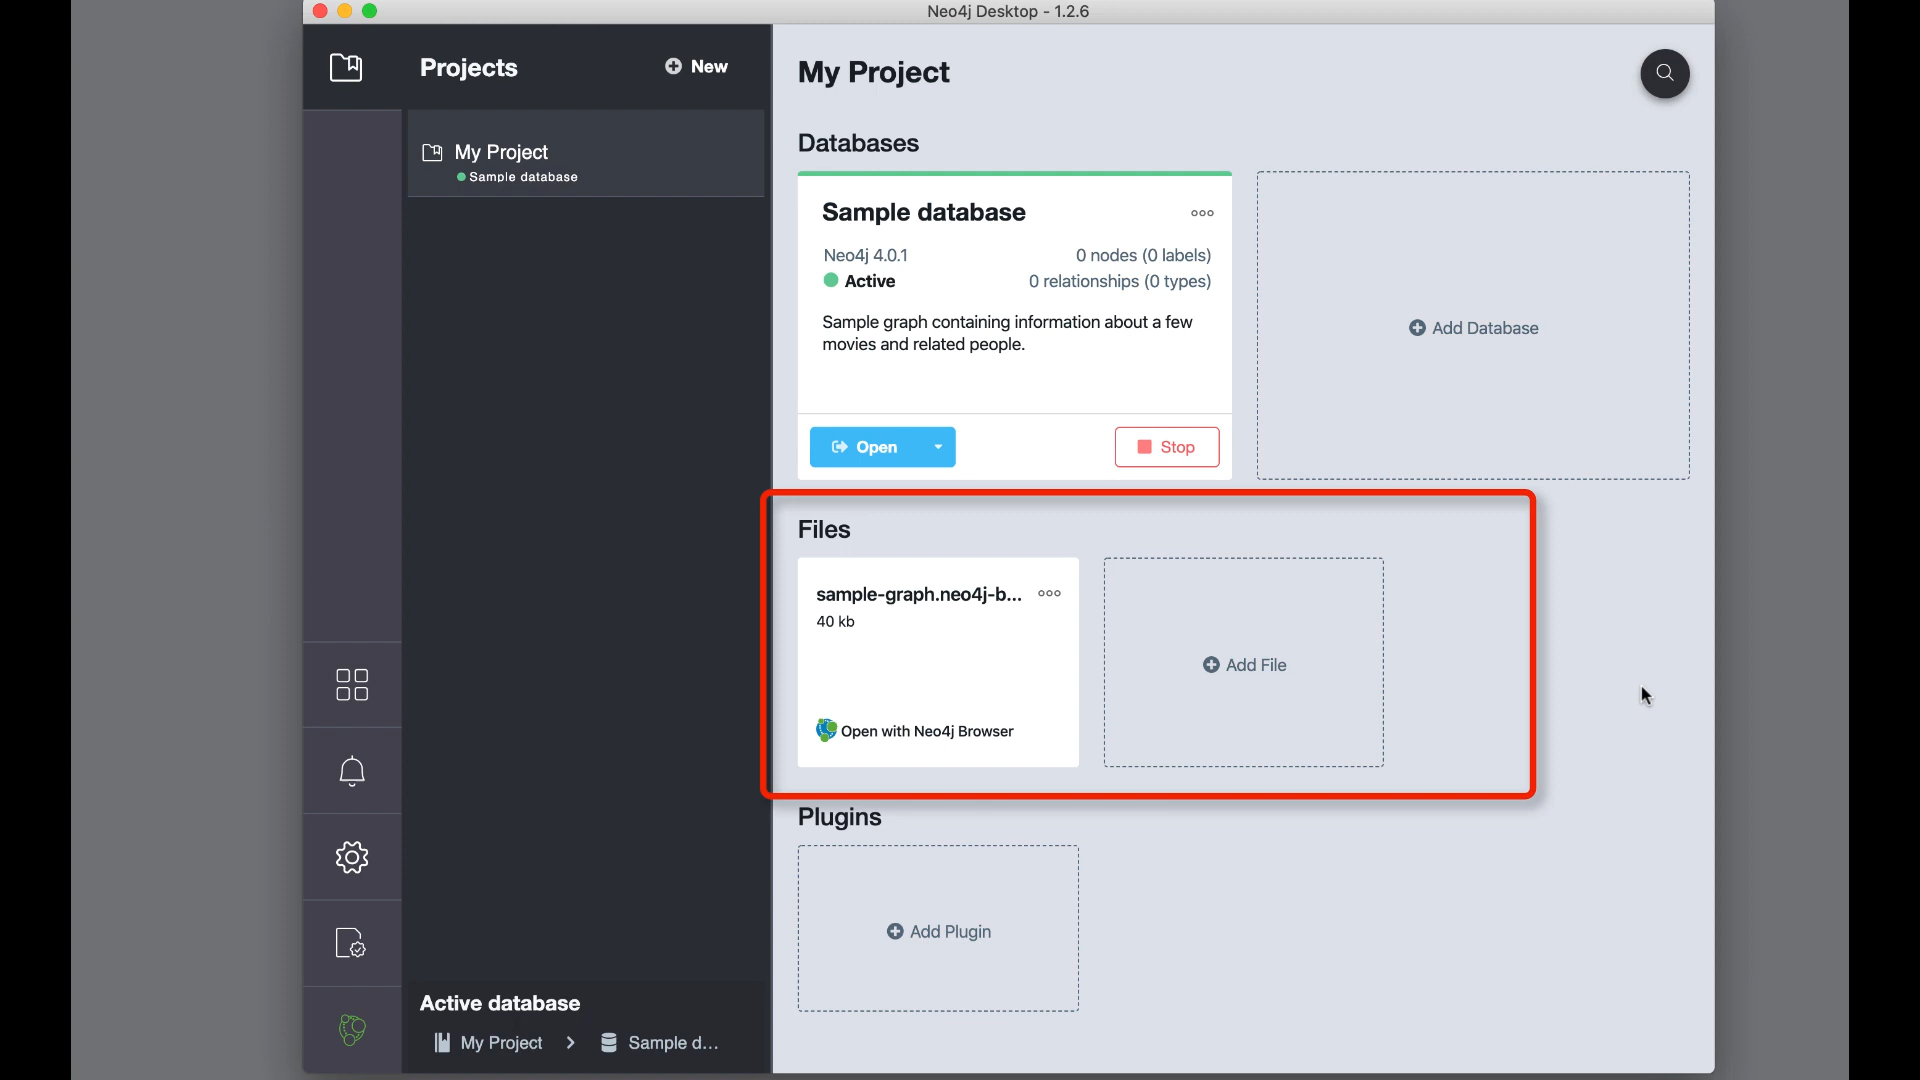 Neo4j Desktop - 1.2.6
Projects
New
My Project
Sample database
My Project
Databases
Sample database
Neo4j 4.0.1
0 nodes (0 labels)
Active
0 relationships (0 types)
Sample graph containing information about a few
movies and related people.
Open
Stop
Add Database
Files
sample-graph.neo4j-b...
40 kb
Open with Neo4j Browser
Add File
Plugins
Add Plugin
Active database
My Project
Sample d...